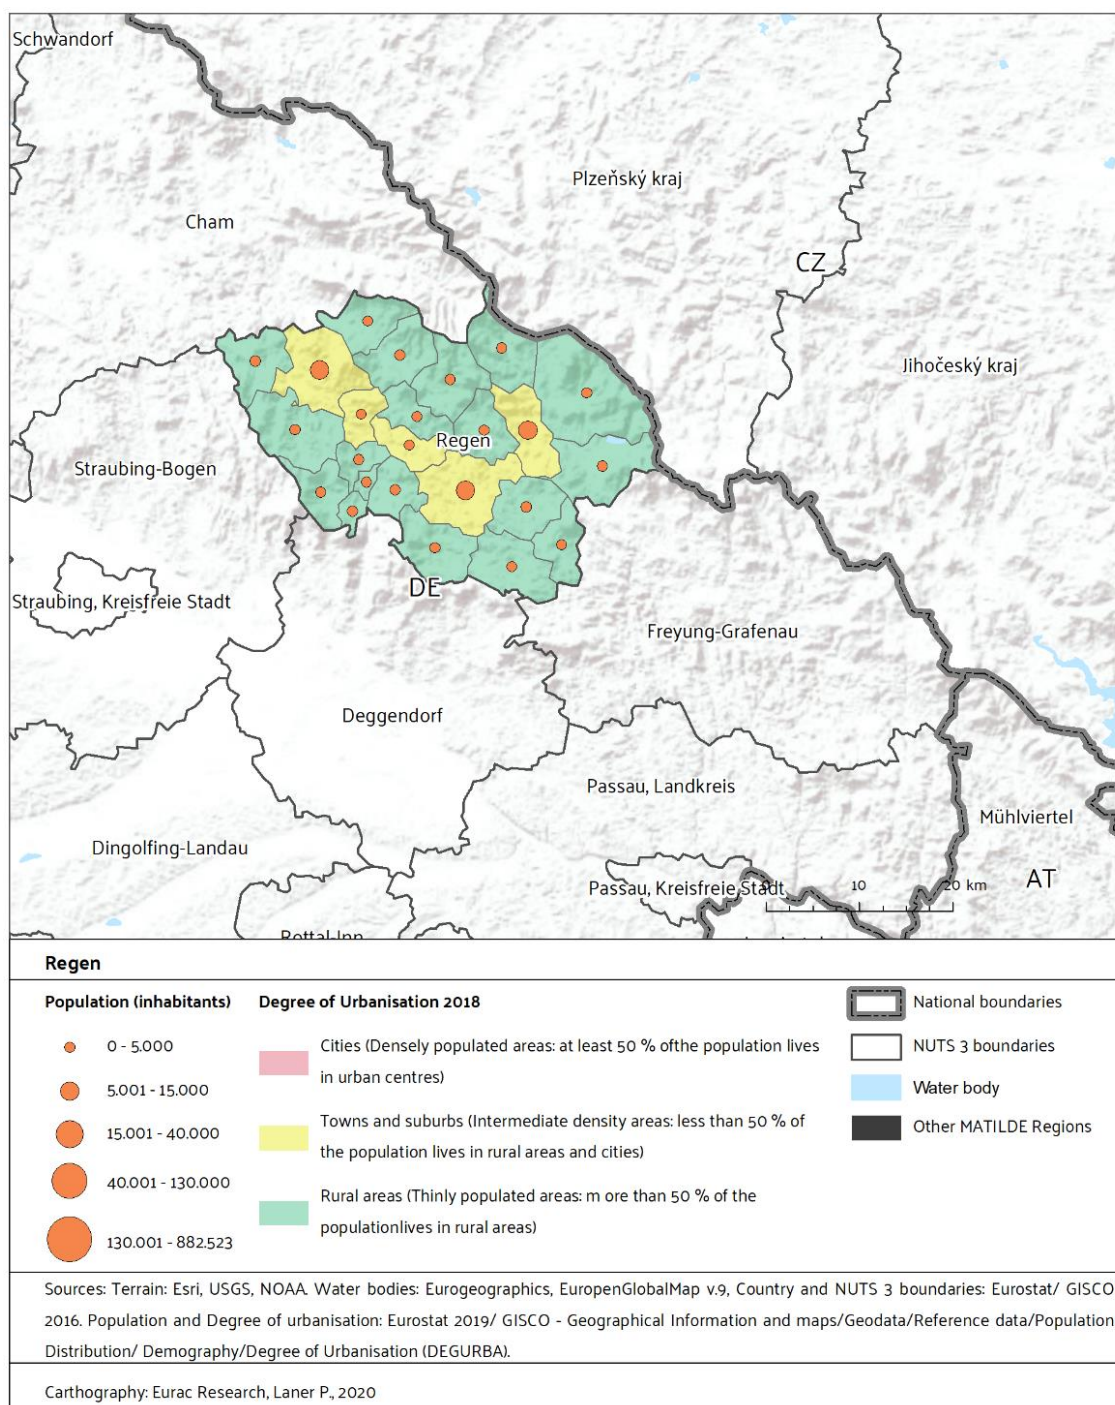 Schwandorf
Plzeňský kraj
Cham
CZ
Jihočeský kraj
Regen
Straubing-Bogen
DE
Straubing, Kreisfreie Stadt
Freyung-Grafenau
Deggendorf
Passau, Landkreis
Mühlviertel
Dingolfing-Landau
AT
Passau, Kreisfreie Stadt
0 10 20 km
Rottal-Inn
Regen
Population (inhabitants)
0 - 5.000
5.001 - 15.000
15.001 - 40.000
40.001 - 130.000
130.001 - 882.523
Degree of Urbanisation 2018
Cities (Densely populated areas: at least 50 % ofthe population lives
in urban centres)
Towns and suburbs (Intermediate density areas: less than 50 % of
the population lives in rural areas and cities)
Rural areas (Thinly populated areas: m ore than 50 % of the
populationlives in rural areas)
National boundaries
NUTS 3 boundaries
Water body
Other MATILDE Regions
Sources: Terrain: Esri, USGS, NOAA. Water bodies: Eurogeographics, EuropenGlobalMap v.9, Country and NUTS 3 boundaries: Eurostat/ GISCO
2016. Population and Degree of urbanisation: Eurostat 2019/ GISCO - Geographical Information and maps/Geodata/Reference data/Population
Distribution/ Demography/Degree of Urbanisation (DEGURBA).
Carthography: Eurac Research, Laner P., 2020